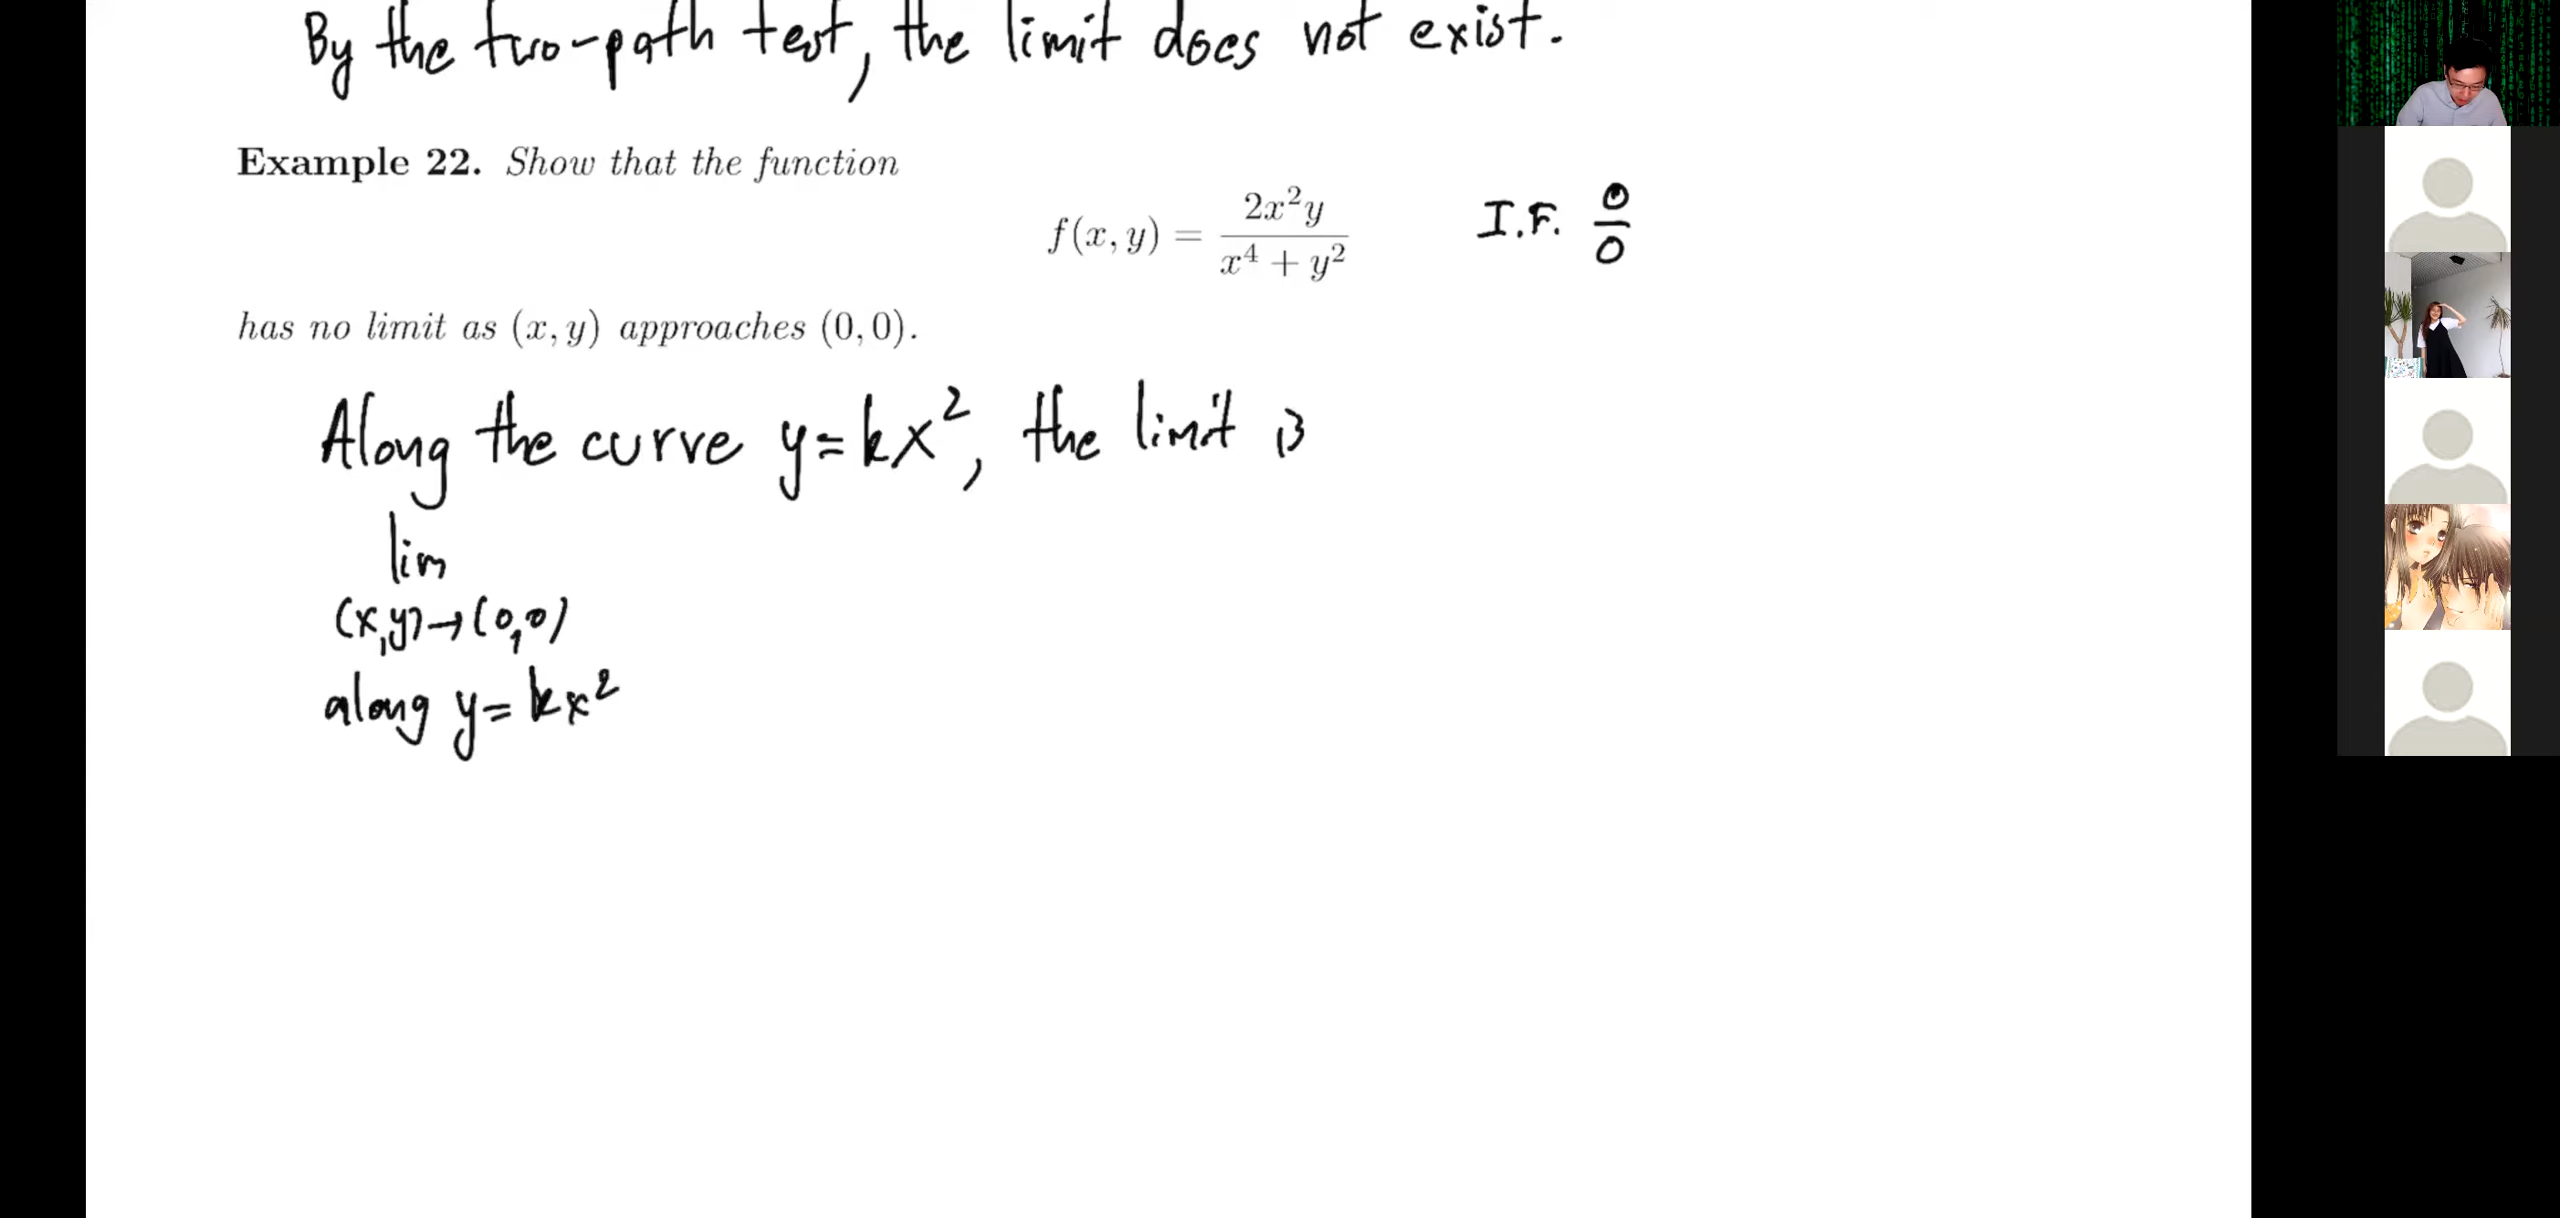 By the two-path test, the limit does not exist.
Example 22. Show that the function
f(x, y) = 2x²y / x⁴ + y²
I.F. 0/0
has no limit as (x, y) approaches (0, 0).
Along the curve y=kx², the limit is
lim
(x,y)→(0,0)
along y=kx²